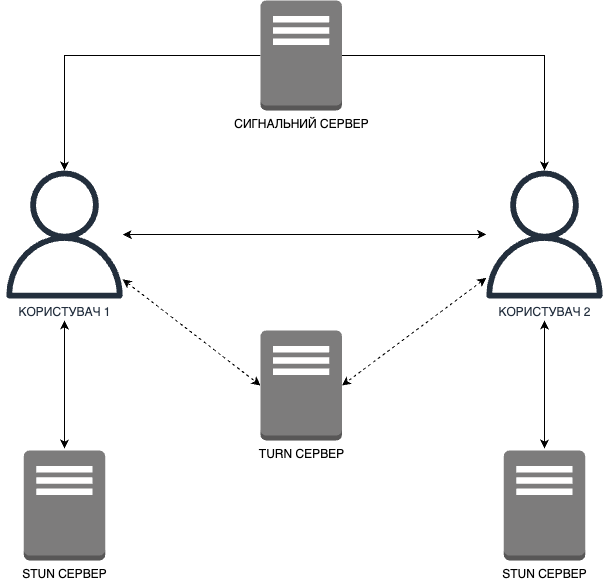 СИГНАЛЬНИЙ СЕРВЕР
КОРИСТУВАЧ 1
КОРИСТУВАЧ 2
TURN СЕРВЕР
STUN СЕРВЕР
STUN СЕРВЕР